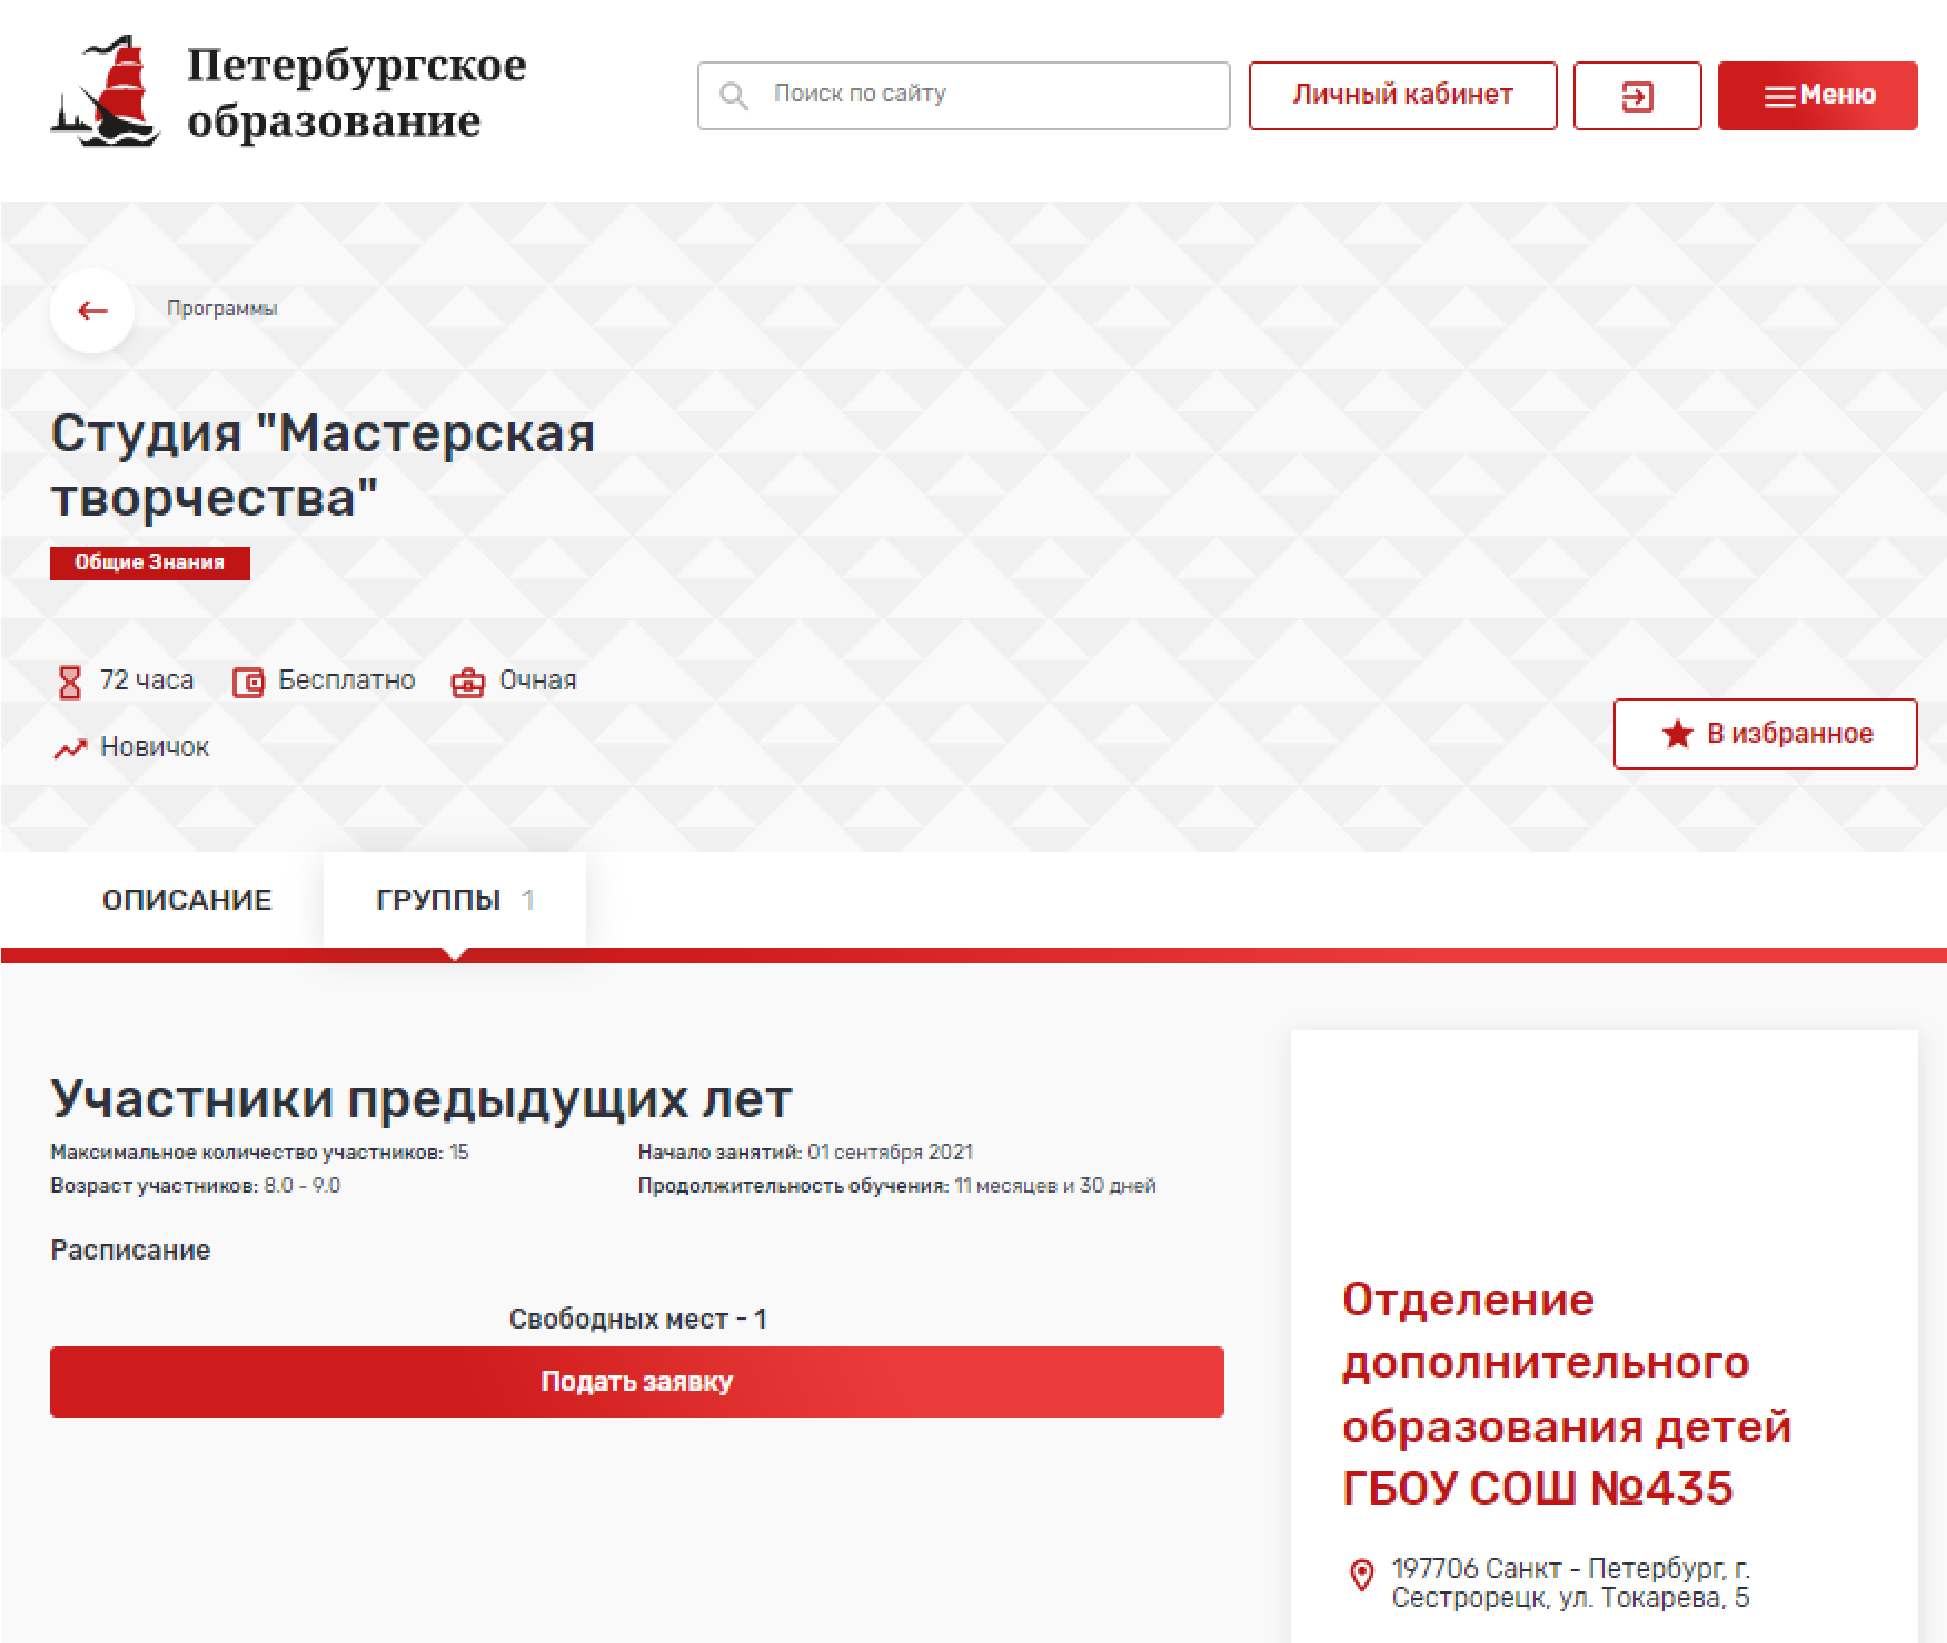 Петербургское
образование
Поиск по сайту
Личный кабинет
Меню
Программы
Студия "Мастерская
творчества"
Общие Знания
72 часа Бесплатно Очная
Новичок
В избранное
ОПИСАНИЕ ГРУППЫ 1
Участники предыдущих лет
Максимальное количество участников: 15 Начало занятий: 01 сентября 2021
Возраст участников: 8.0 - 9.0 Продолжительность обучения: 11 месяцев и 30 дней
Расписание
Свободных мест - 1
Подать заявку
Отделение
дополнительного
образования детей
ГБОУ СОШ №435
197706 Санкт - Петербург, г.
Сестрорецк, ул. Токарева, 5